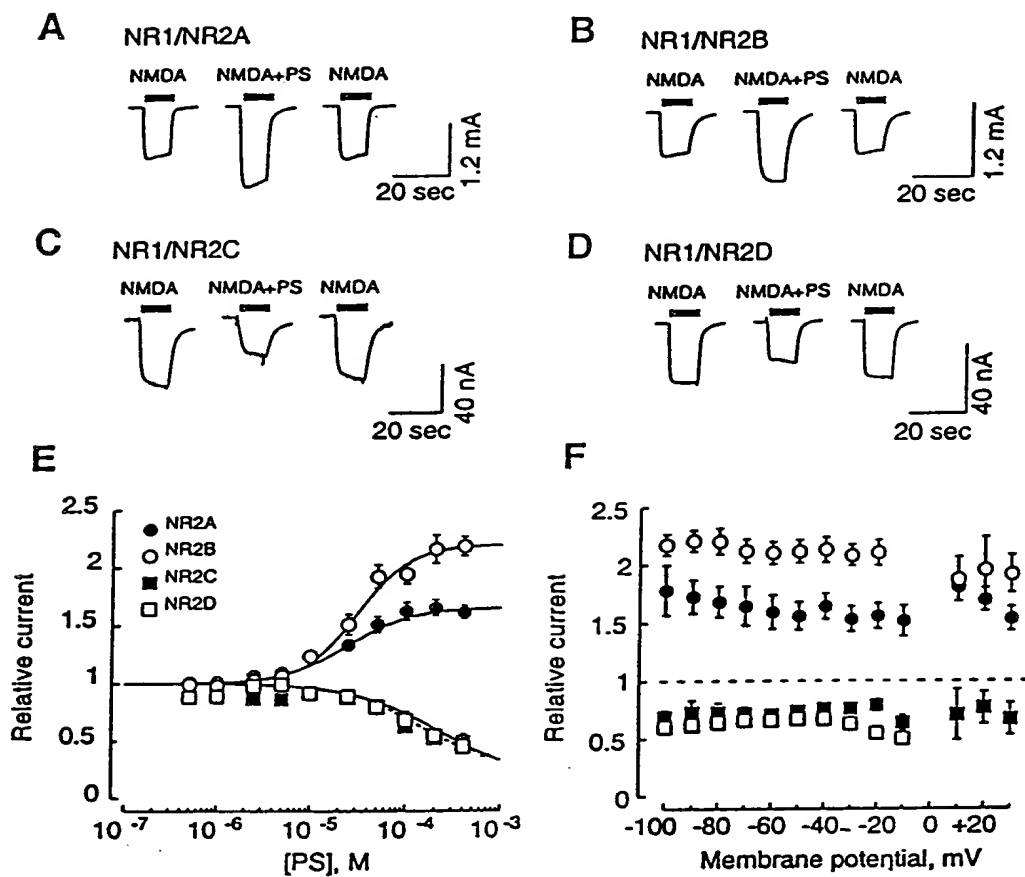 A
NR1/NR2A
NMDA NMDA+PS NMDA
1.2 mA
20 sec
B
NR1/NR2B
NMDA NMDA+PS NMDA
1.2 mA
20 sec
C
NR1/NR2C
NMDA NMDA+PS NMDA
40 nA
20 sec
D
NR1/NR2D
NMDA NMDA+PS NMDA
40 nA
20 sec
E
2.5
2
1.5
1
0.5
0
Relative current
NR2A
NR2B
NR2C
NR2D
10^-7 10^-6 10^-5 10^-4 10^-3
[PS], M
F
2.5
2
1.5
1
0.5
0
Relative current
-100 -80 -60 -40 -20 0 +20
Membrane potential, mV